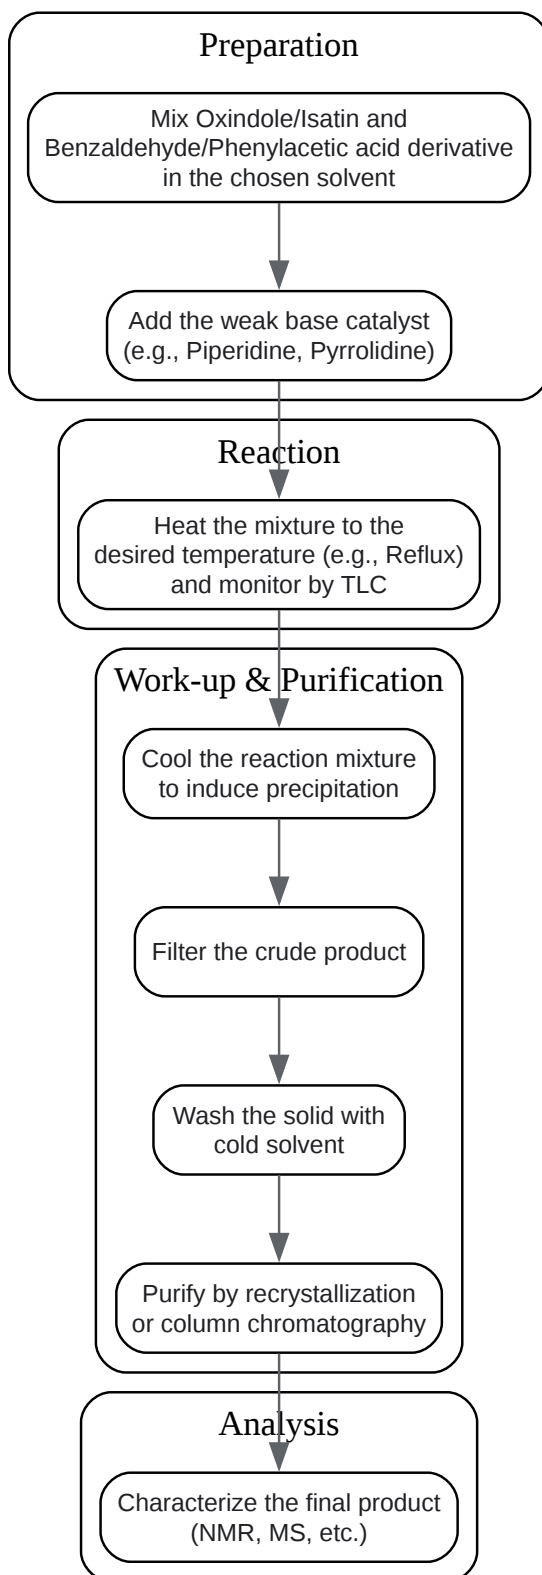 Preparation
Mix Oxindole/Isatin and
Benzaldehyde/Phenylacetic acid derivative
in the chosen solvent
Add the weak base catalyst
(e.g., Piperidine, Pyrrolidine)
Reaction
Heat the mixture to the
desired temperature (e.g., Reflux)
and monitor by TLC
Work-up & Purification
Cool the reaction mixture
to induce precipitation
Filter the crude product
Wash the solid with
cold solvent
Purify by recrystallization
or column chromatography
Analysis
Characterize the final product
(NMR, MS, etc.)